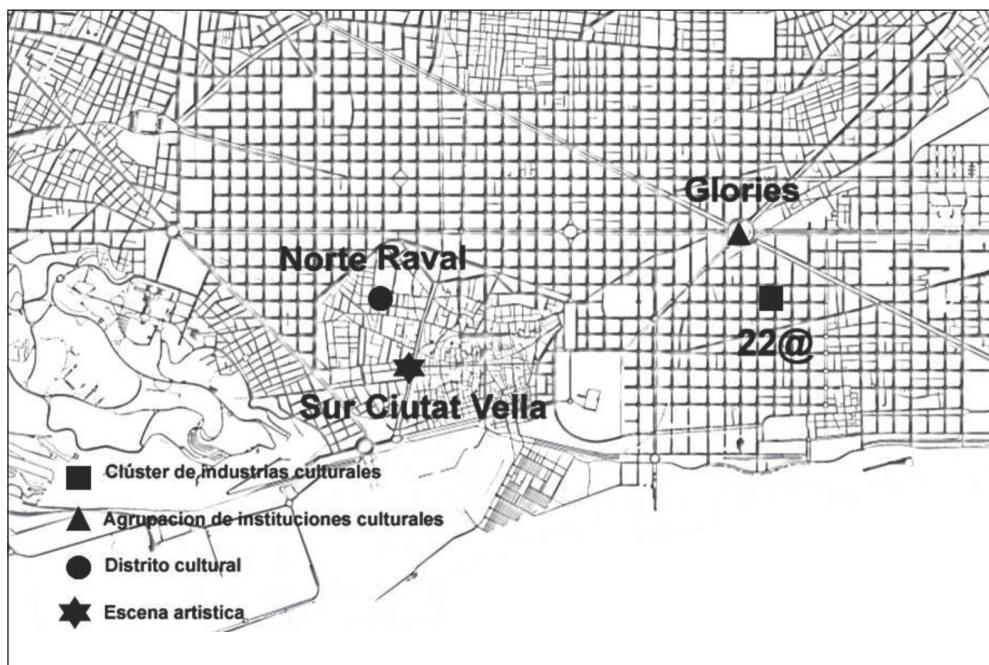 Glories
Norte Raval
22@
Sur Ciutat Vella
Clúster de industrias culturales
Agrupacion de instituciones culturales
Distrito cultural
Escena artistica